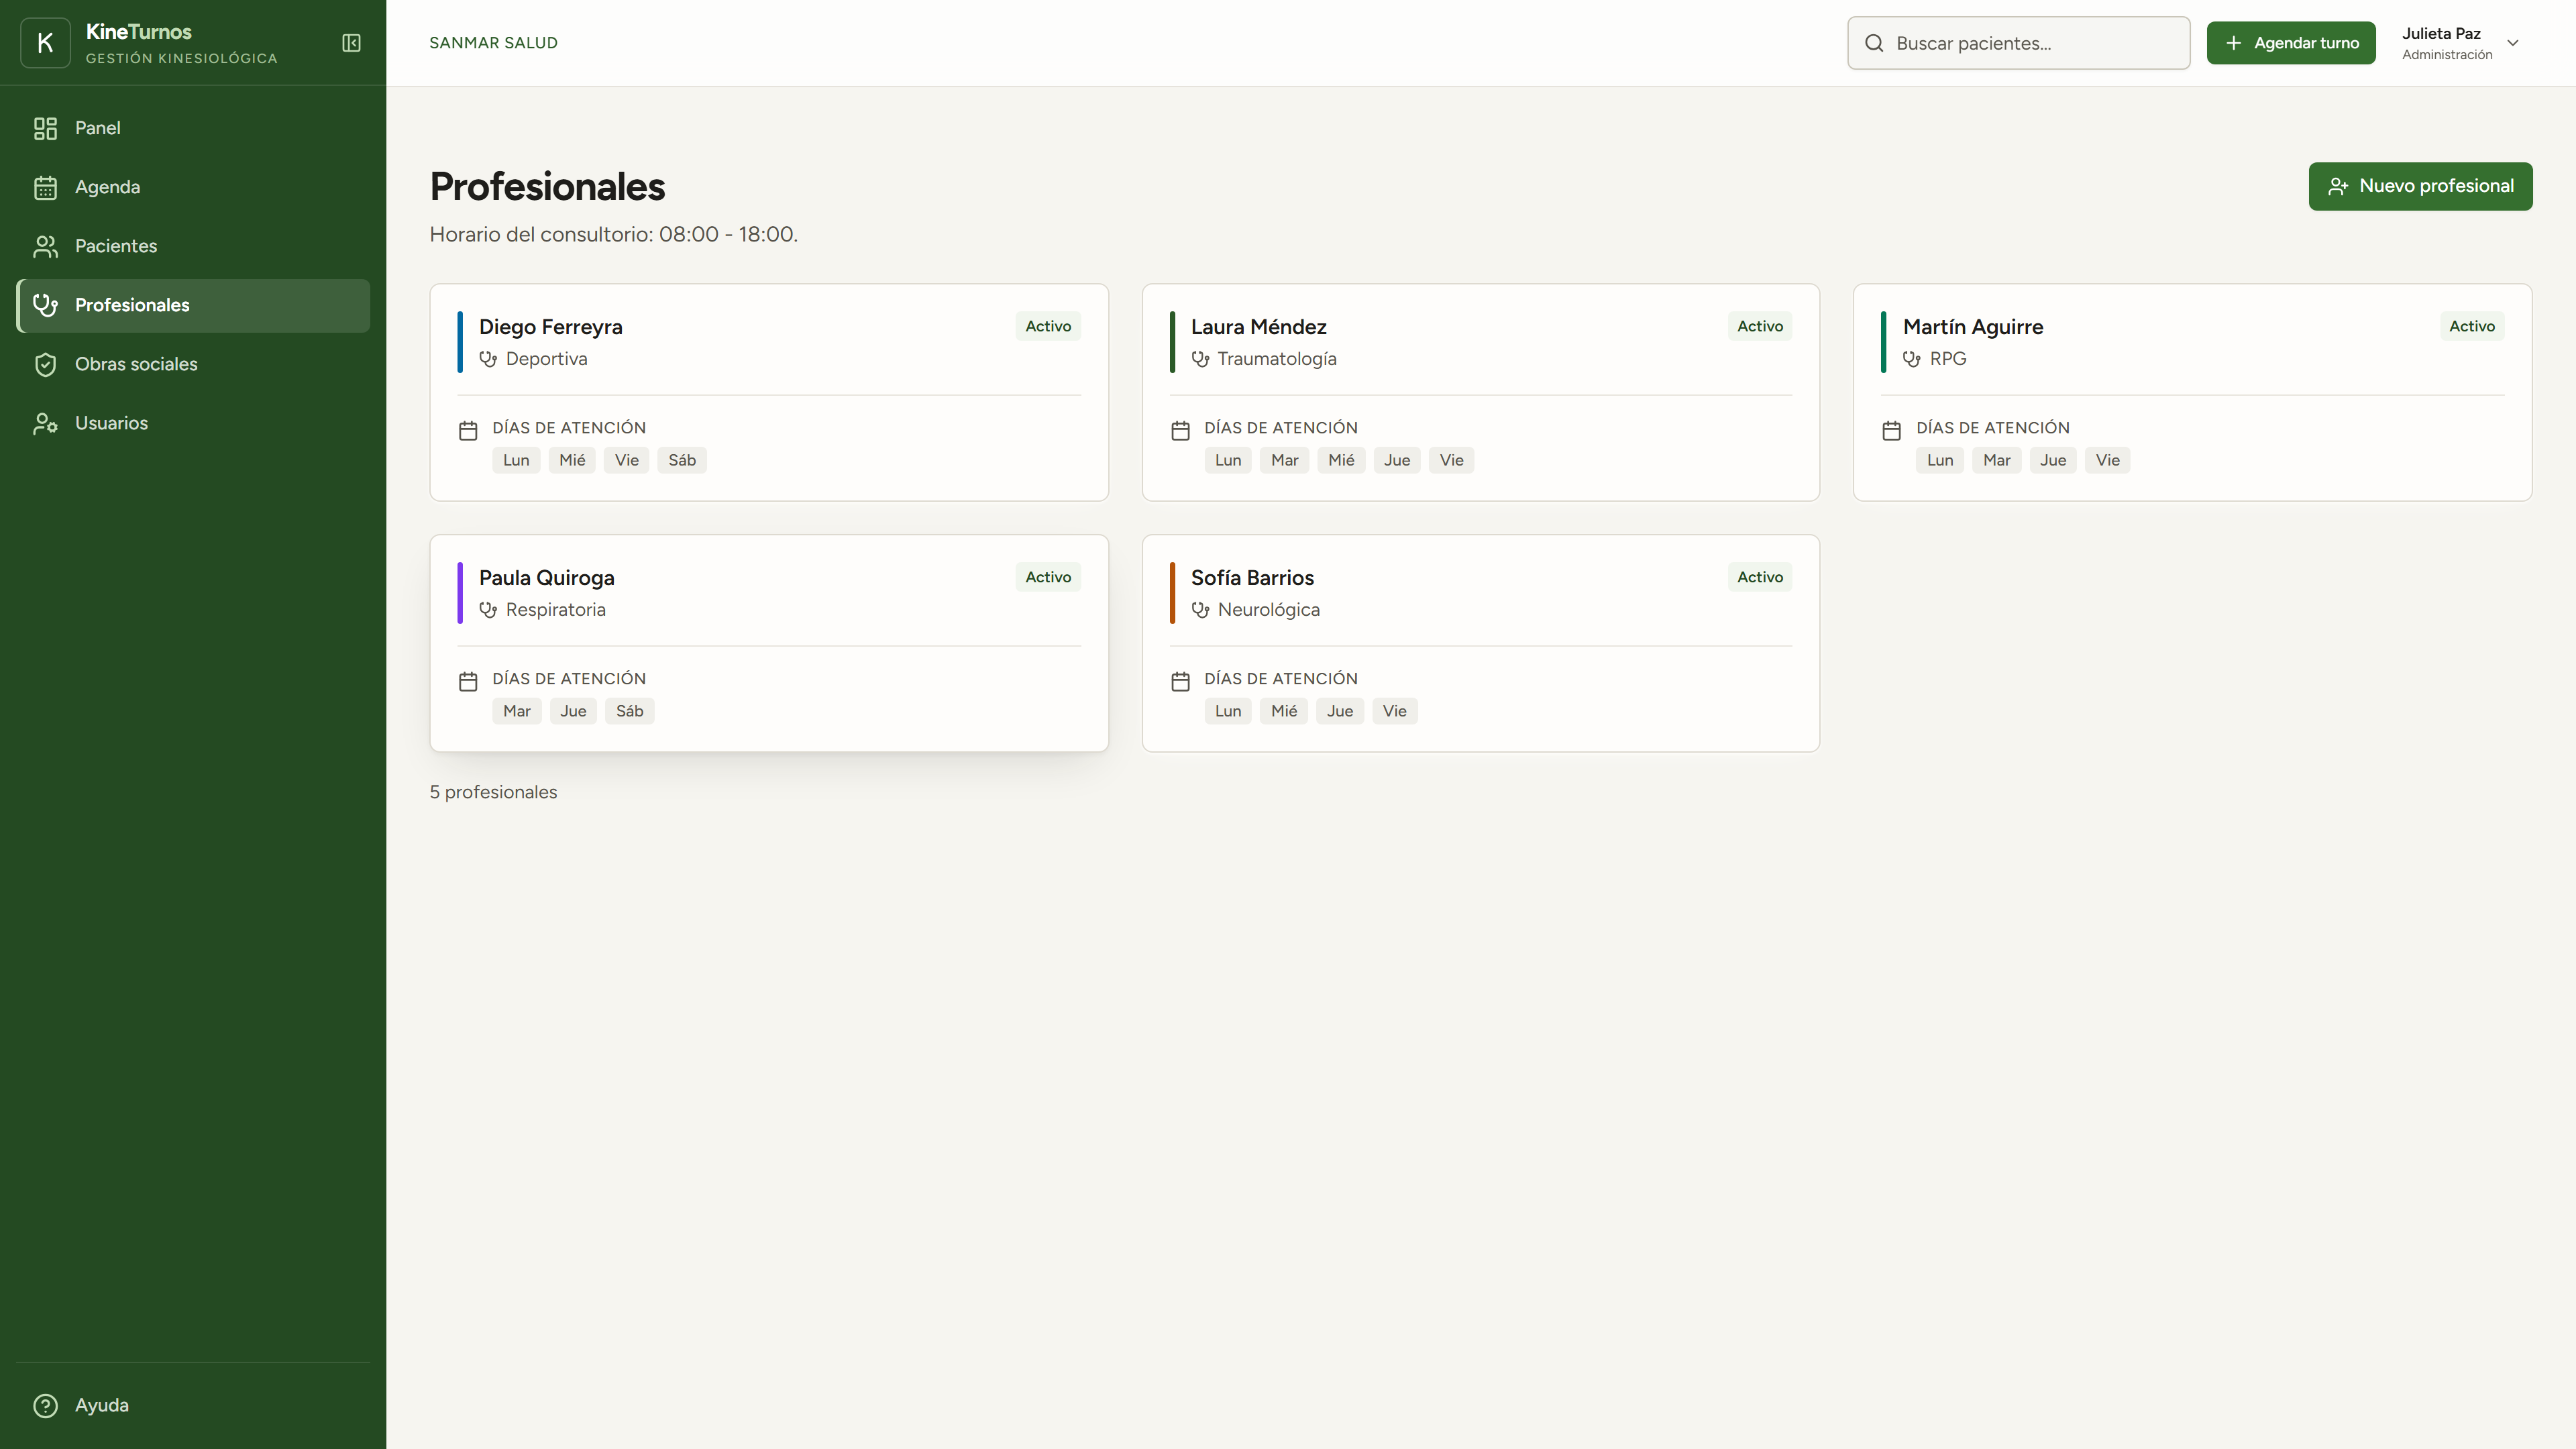 K
KineTurnos
GESTIÓN KINESIOLÓGICA
Panel
Agenda
Pacientes
Profesionales
Obras sociales
Usuarios
Ayuda
SANMAR SALUD
Buscar pacientes...
Agendar turno
Julieta Paz
Administración
Profesionales
Horario del consultorio: 08:00 - 18:00.
Nuevo profesional
Diego Ferreyra
Activo
Deportiva
DÍAS DE ATENCIÓN
Lun Mié Vie Sáb
Laura Méndez
Activo
Traumatología
DÍAS DE ATENCIÓN
Lun Mar Mié Jue Vie
Martín Aguirre
Activo
RPG
DÍAS DE ATENCIÓN
Lun Mar Jue Vie
Paula Quiroga
Activo
Respiratoria
DÍAS DE ATENCIÓN
Mar Jue Sáb
Sofía Barrios
Activo
Neurológica
DÍAS DE ATENCIÓN
Lun Mié Jue Vie
5 profesionales